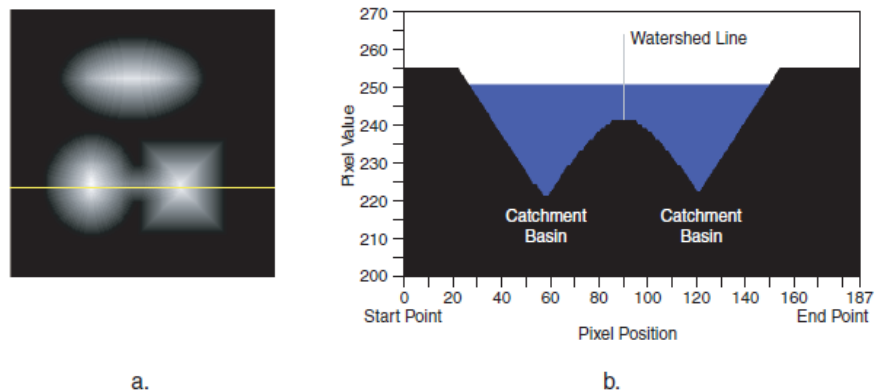 270
260
250
240
230
220
210
200
Pixel Value
Watershed Line
Catchment
Basin
Catchment
Basin
0 20 40 60 80 100 120 140 160 187
Start Point End Point
Pixel Position
a. b.